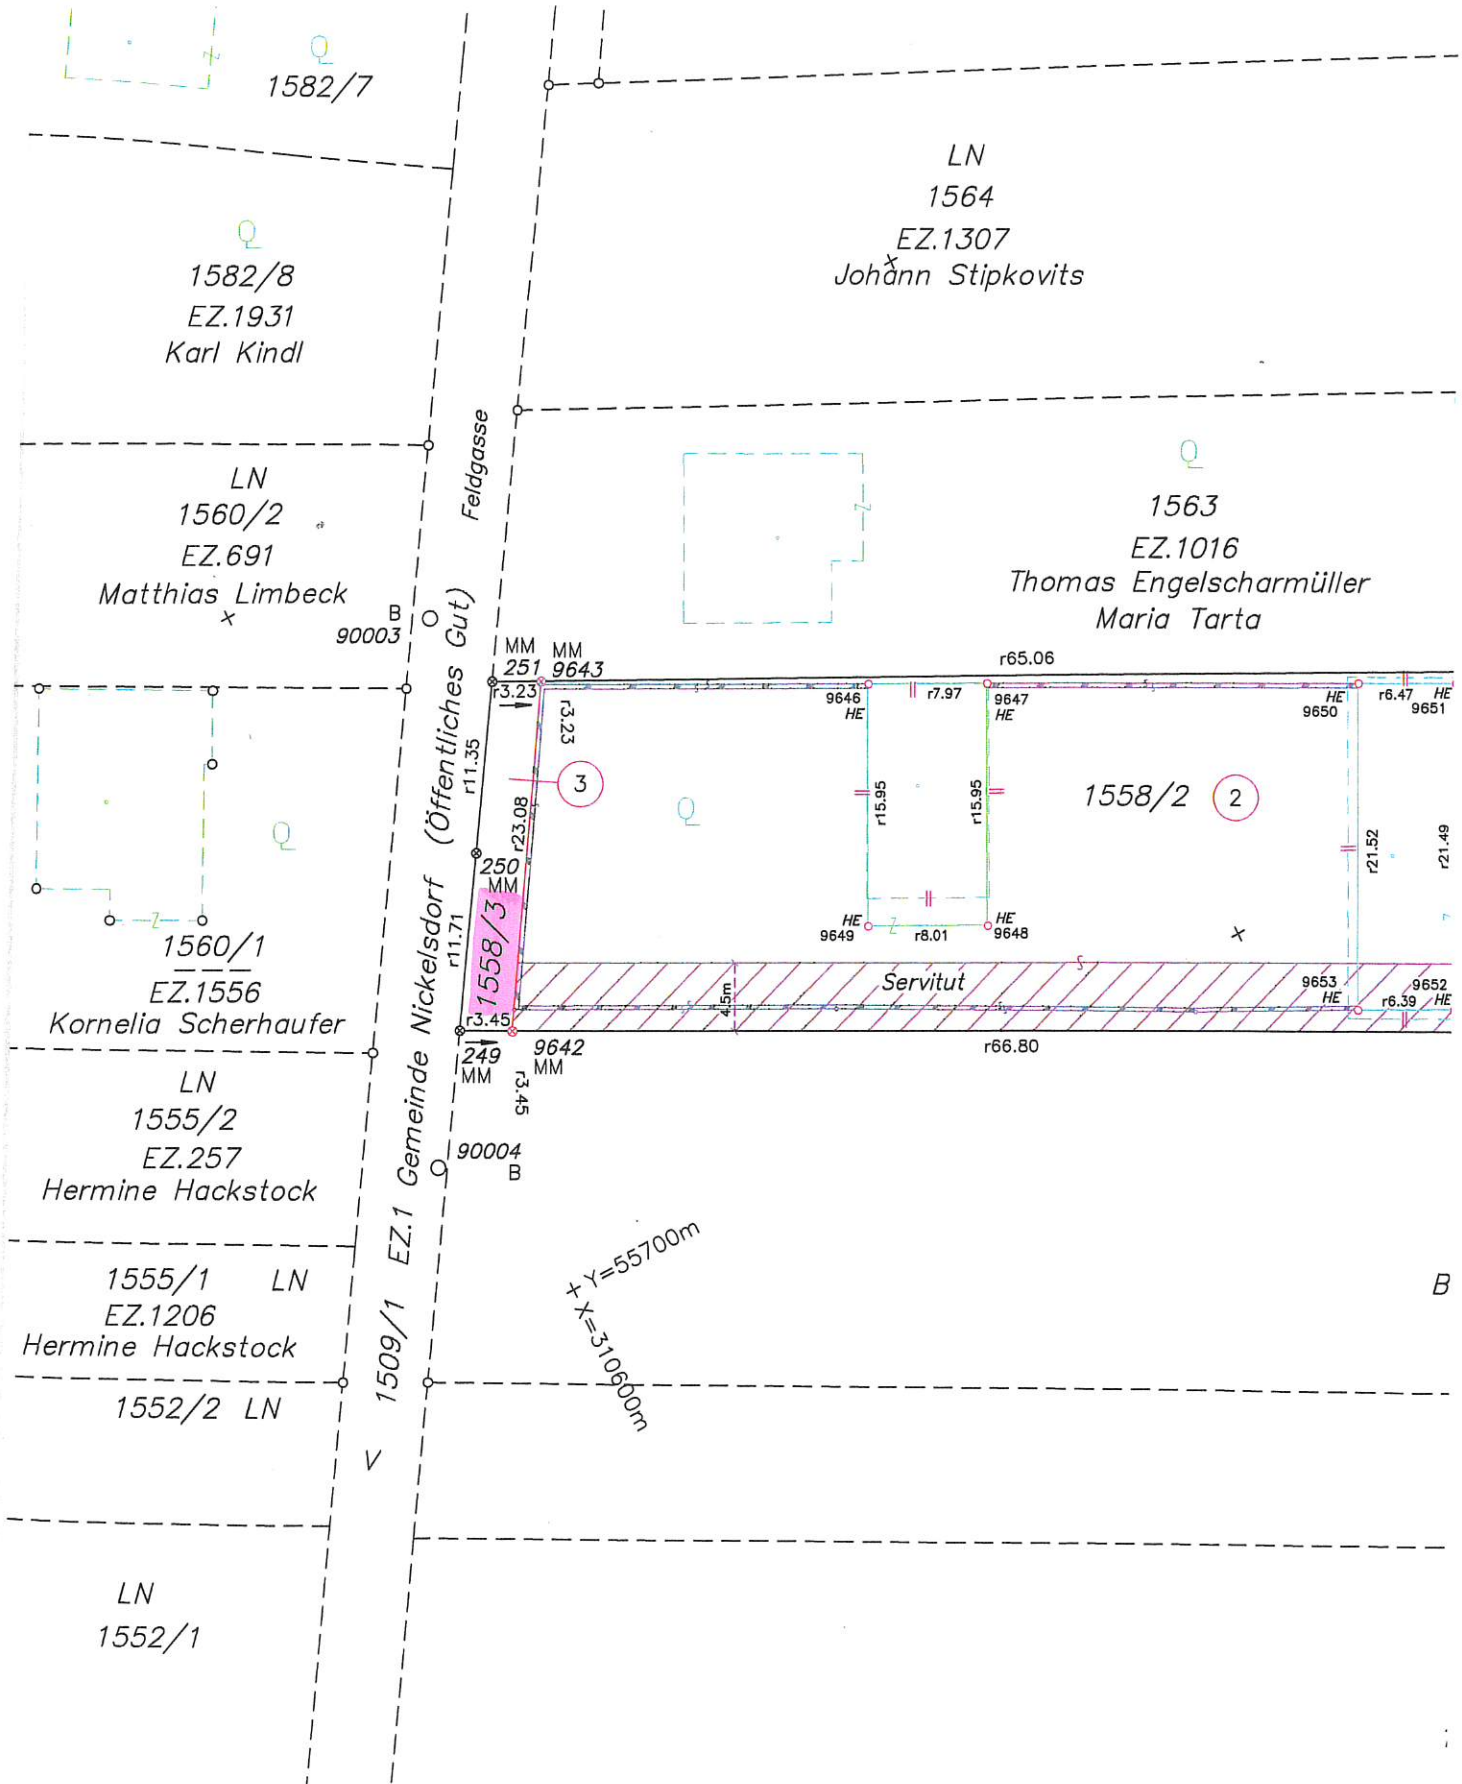 1582/7
LN
1564
EZ.1307
Johann Stipkovits
1582/8
EZ.1931
Karl Kindl
Feldgasse
LN
1560/2
EZ.691
Matthias Limbeck
B
90003
1563
EZ.1016
Thomas Engelscharmüller
Maria Tarta
MM
251
MM
9643
r65.06
r3.23
r3.23
9646
HE
r7.97
9647
HE
HE
9650
r6.47
HE
9651
r11.35
3
r23.08
r15.95
r15.95
1558/2
2
r21.52
r21.49
250
MM
1558/3
r11.71
HE
9649
r8.01
HE
9648
1560/1
EZ.1556
Kornelia Scherhaufer
Servitut
4.5m
9653
HE
9652
HE
r6.39
r3.45
249
MM
9642
MM
r3.45
r66.80
LN
1555/2
EZ.257
Hermine Hackstock
90004
B
1509/1 EZ.1 Gemeinde Nickelsdorf (Öffentliches Gut)
Y=55700m
X=310600m
1555/1 LN
EZ.1206
Hermine Hackstock
B
1552/2 LN
V
LN
1552/1